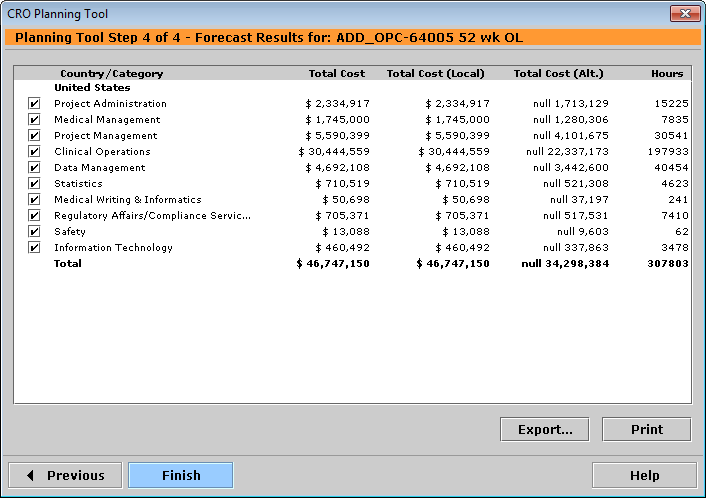 CRO Planning Tool
Planning Tool Step 4 of 4 - Forecast Results for: ADD_OPC-64005 52 wk OL
Country/Category Total Cost Total Cost (Local) Total Cost (Alt.) Hours
United States
Project Administration $ 2,334,917 $ 2,334,917 null 1,713,129 15225
Medical Management $ 1,745,000 $ 1,745,000 null 1,280,306 7835
Project Management $ 5,590,399 $ 5,590,399 null 4,101,675 30541
Clinical Operations $ 30,444,559 $ 30,444,559 null 22,337,173 197933
Data Management $ 4,692,108 $ 4,692,108 null 3,442,600 40454
Statistics $ 710,519 $ 710,519 null 521,308 4623
Medical Writing & Informatics $ 50,698 $ 50,698 null 37,197 241
Regulatory Affairs/Compliance Servic... $ 705,371 $ 705,371 null 517,531 7410
Safety $ 13,088 $ 13,088 null 9,603 62
Information Technology $ 460,492 $ 460,492 null 337,863 3478
Total $ 46,747,150 $ 46,747,150 null 34,298,384 307803
Export... Print
Previous Finish Help